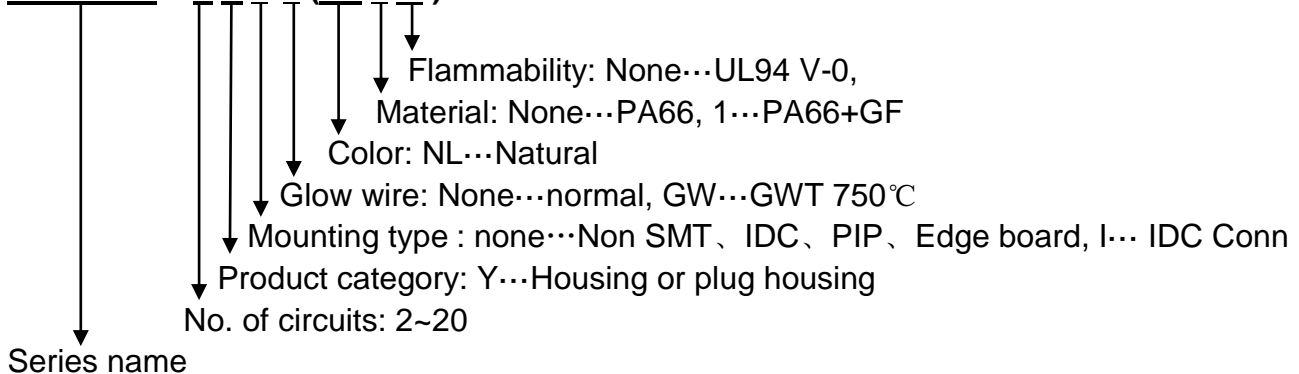 Flammability: None···UL94 V-0,
Material: None···PA66, 1···PA66+GF
Color: NL···Natural
Glow wire: None···normal, GW···GWT 750℃
Mounting type : none···Non SMT、IDC、PIP、Edge board, I··· IDC Conn
Product category: Y···Housing or plug housing
No. of circuits: 2~20
Series name